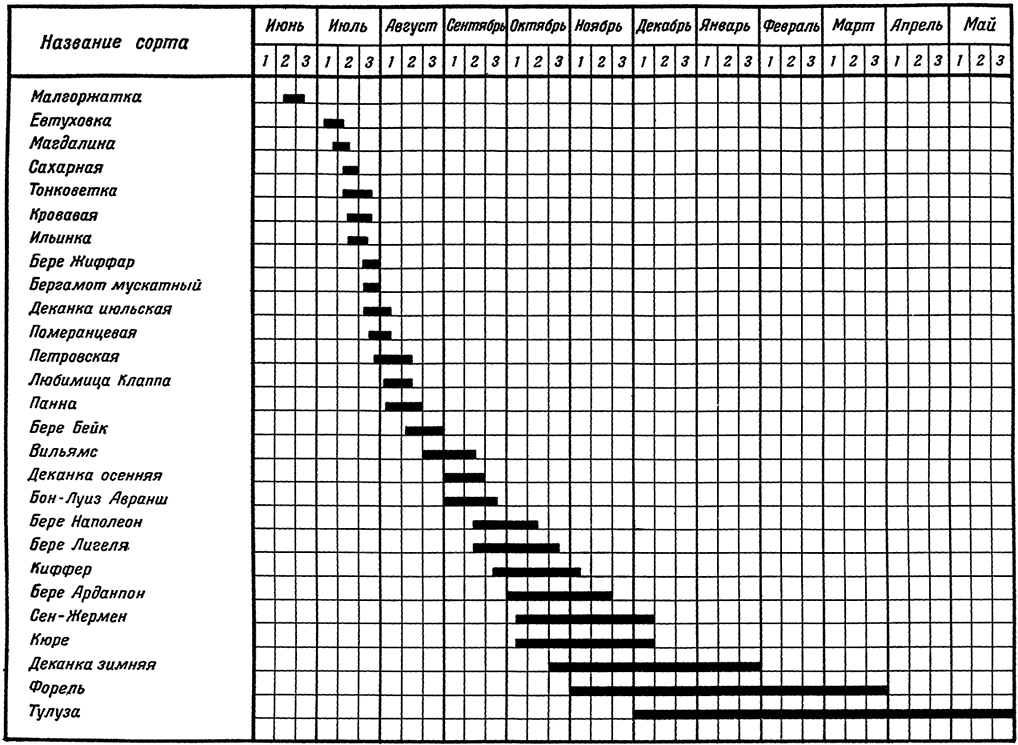 Название сорта
Июнь Июль Август Сентябрь Октябрь Ноябрь Декабрь Январь Февраль Март Апрель Май
1 2 3 1 2 3 1 2 3 1 2 3 1 2 3 1 2 3 1 2 3 1 2 3 1 2 3 1 2 3 1 2 3 1 2 3
Малгоржатка
Евтуховка
Магдалина
Сахарная
Тонковетка
Кровавая
Ильинка
Бере Жиффар
Бергамот мускатный
Деканка июльская
Померанцевая
Петровская
Любимица Клаппа
Панна
Бере Бейк
Вильямс
Деканка осенняя
Бон-Луиз Авранш
Бере Наполеон
Бере Лигеля
Киффер
Бере Арданпон
Сен-Жермен
Кюре
Деканка зимняя
Форель
Тулуза